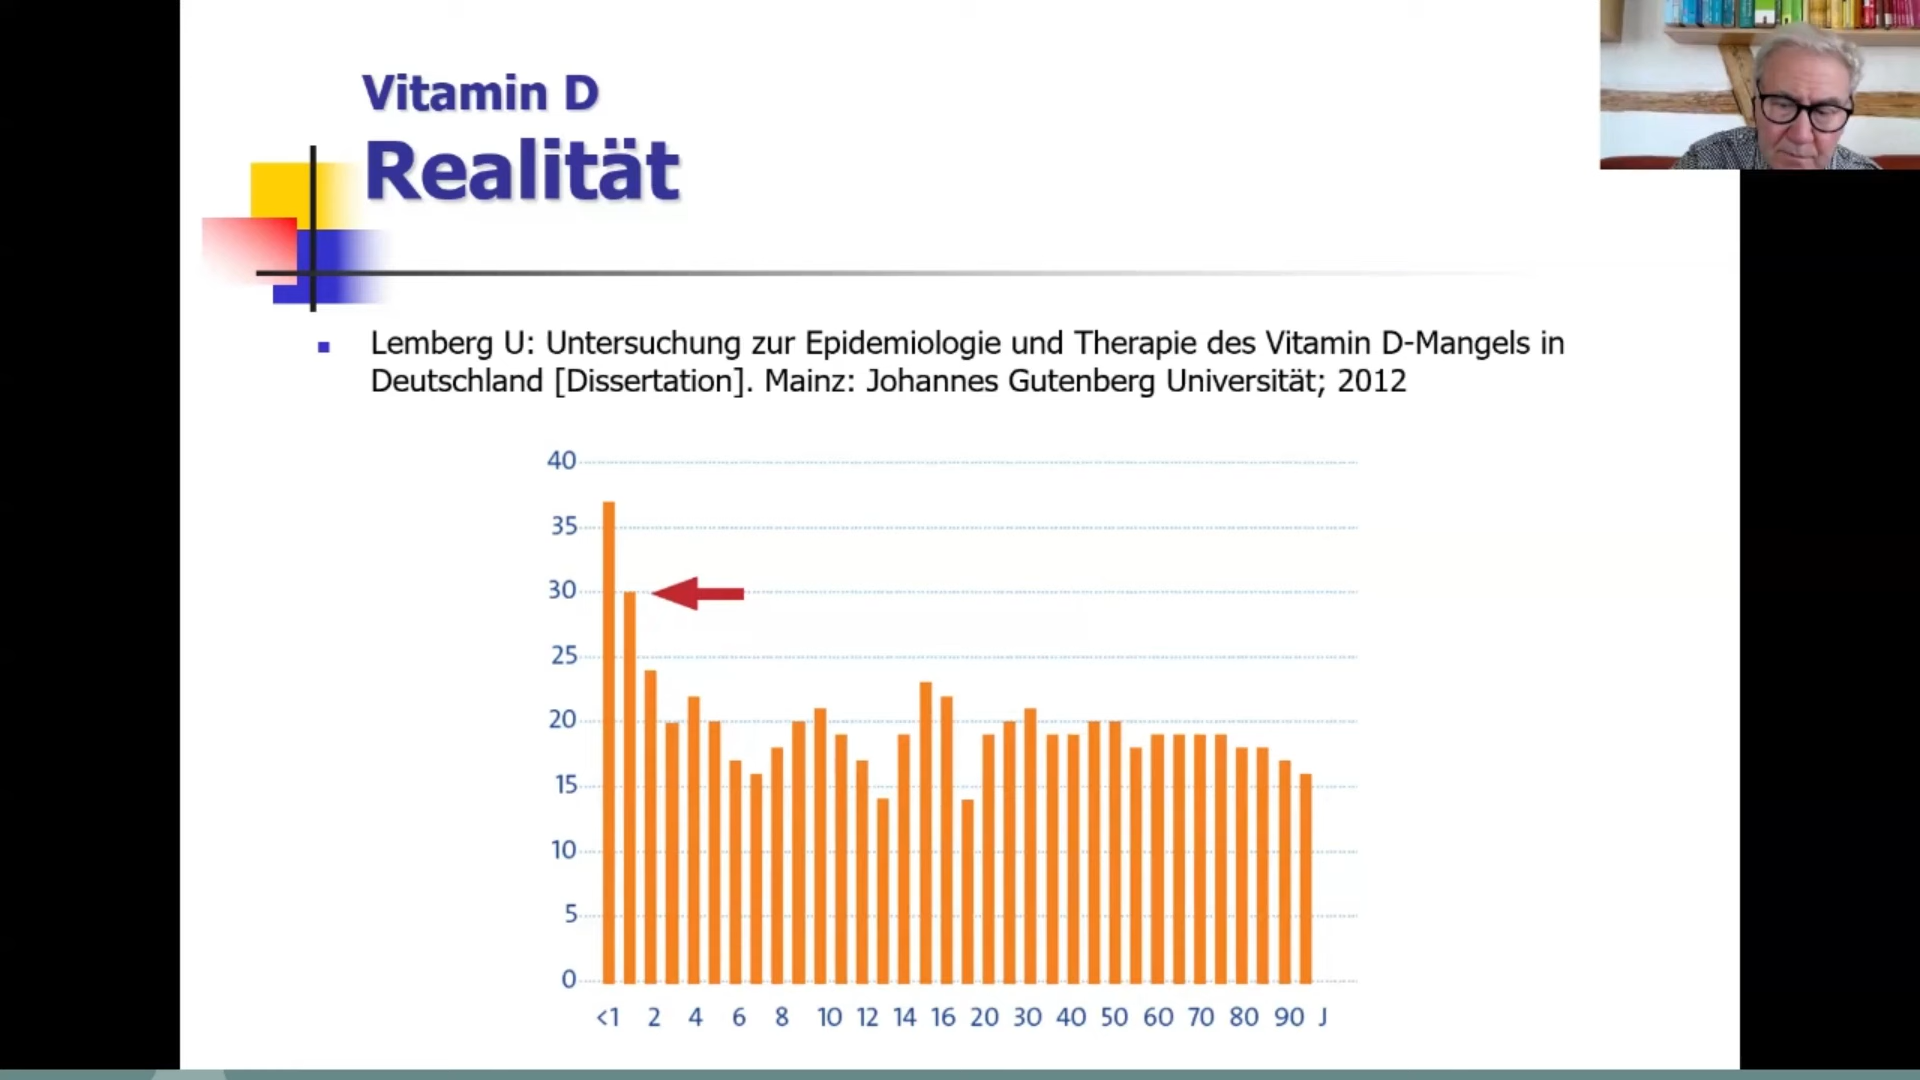 Vitamin D
Realität
Lemberg U: Untersuchung zur Epidemiologie und Therapie des Vitamin D-Mangels in
Deutschland [Dissertation]. Mainz: Johannes Gutenberg Universität; 2012
40
35
30
25
20
15
10
5
0
<1 2 4 6 8 10 12 14 16 20 30 40 50 60 70 80 90 J